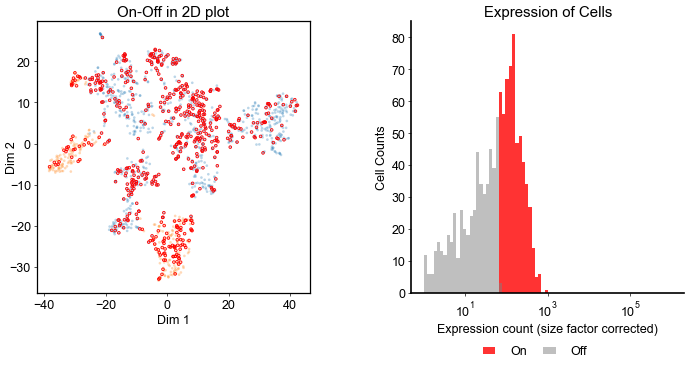 On-Off in 2D plot
20
10
0
−10
−20
−30
−40
−20
0
20
40
Dim 1
Dim 2
Expression of Cells
80
70
60
50
40
30
20
10
0
10^1
10^3
10^5
Cell Counts
Expression count (size factor corrected)
On
Off